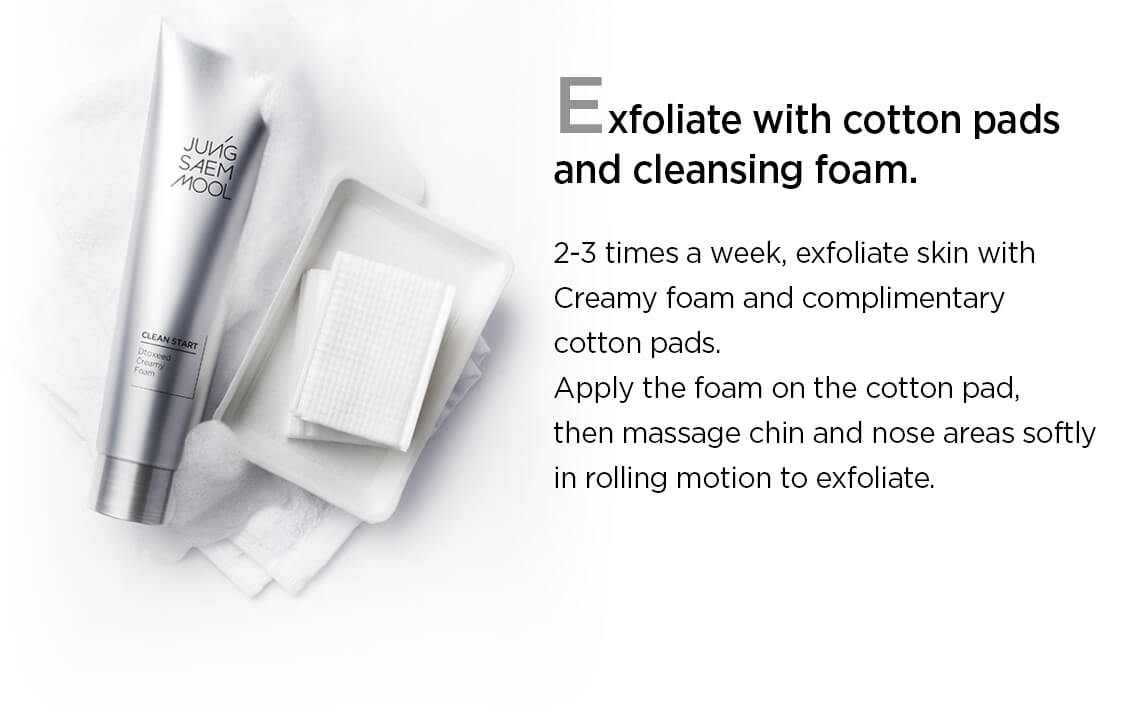 JUNG
SAEM
MOOL
CLEAN START
Dtoxeed
Creamy
Foam
Exfoliate with cotton pads
and cleansing foam.
2-3 times a week, exfoliate skin with
Creamy foam and complimentary
cotton pads.
Apply the foam on the cotton pad,
then massage chin and nose areas softly
in rolling motion to exfoliate.